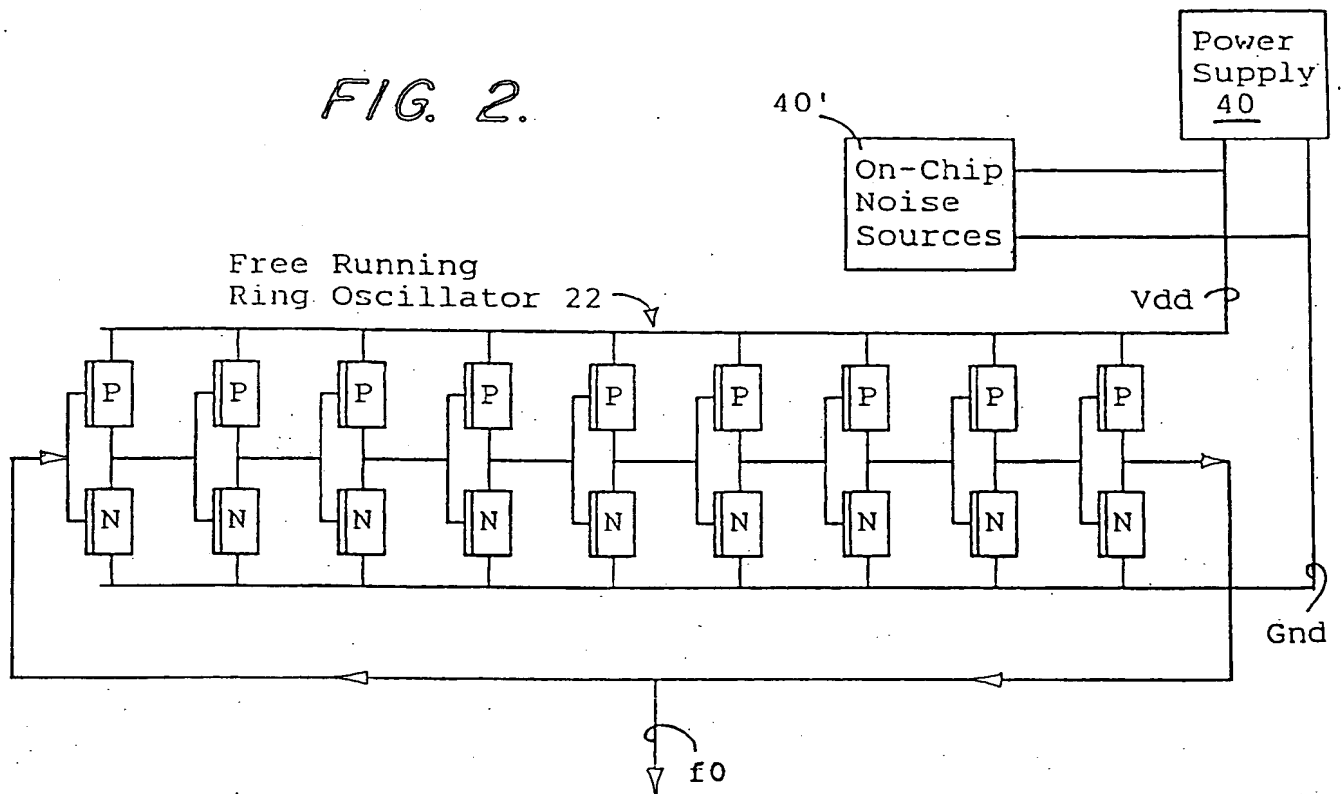 FIG. 2.
Power
Supply
40
40'
On-Chip
Noise
Sources
Free Running
Ring Oscillator 22
Vdd
P P P P P P P P P
N N N N N N N N N
Gnd
f0